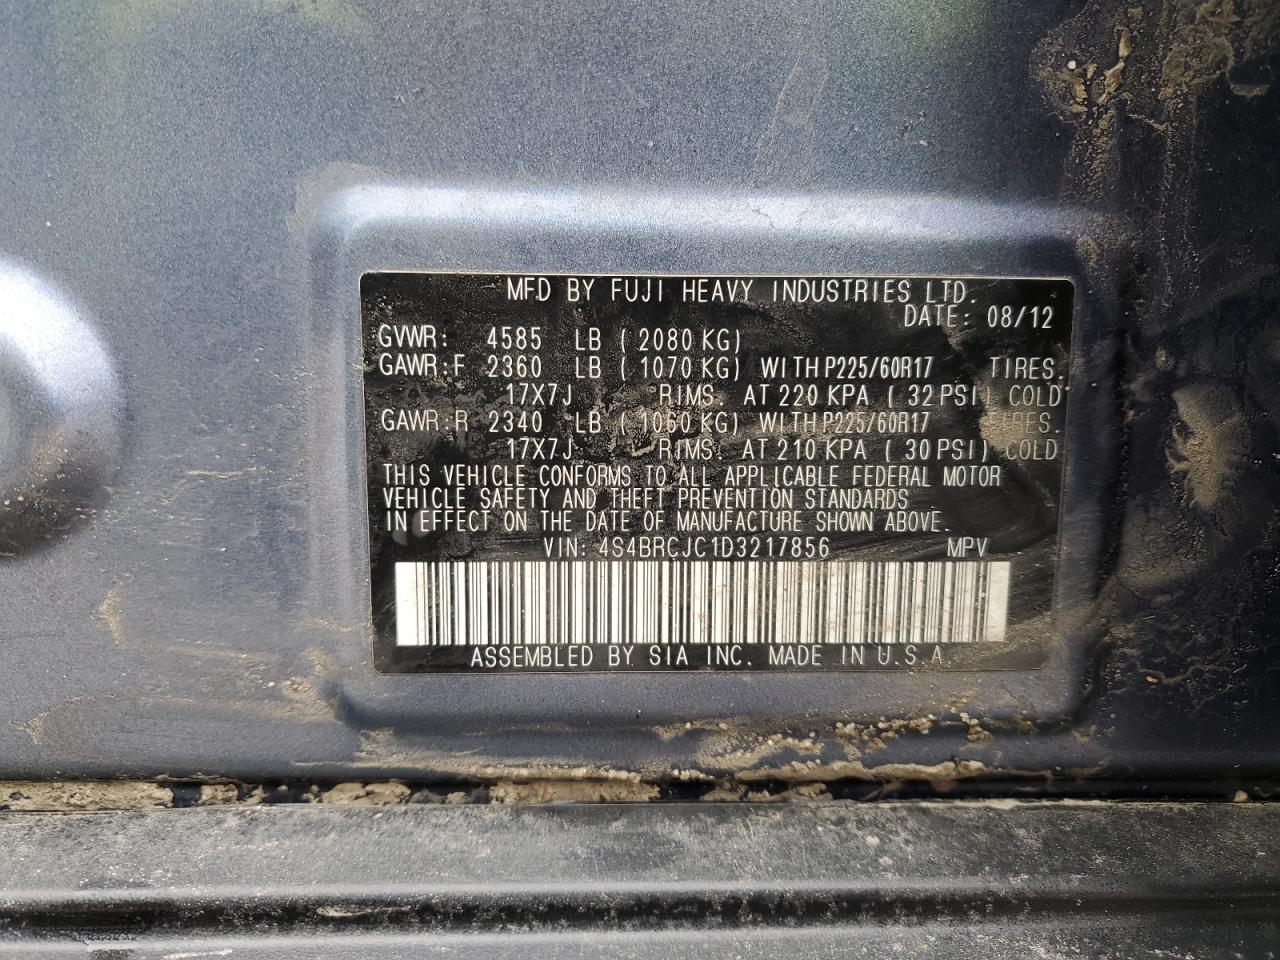 MFD BY FUJI HEAVY INDUSTRIES LTD.
DATE: 08/12
GVWR: 4585 LB ( 2080 KG)
GAWR: F 2360 LB ( 1070 KG) WITH P225/60R17 TIRES.
17X7J RIMS. AT 220 KPA ( 32 PSI) COLD
GAWR: R 2340 LB ( 1060 KG) WITH P225/60R17 TIRES.
17X7J RIMS. AT 210 KPA ( 30 PSI) COLD
THIS VEHICLE CONFORMS TO ALL APPLICABLE FEDERAL MOTOR
VEHICLE SAFETY AND THEFT PREVENTION STANDARDS
IN EFFECT ON THE DATE OF MANUFACTURE SHOWN ABOVE.
VIN: 4S4BRCJC1D3217856 MPV
ASSEMBLED BY SIA INC. MADE IN U.S.A.